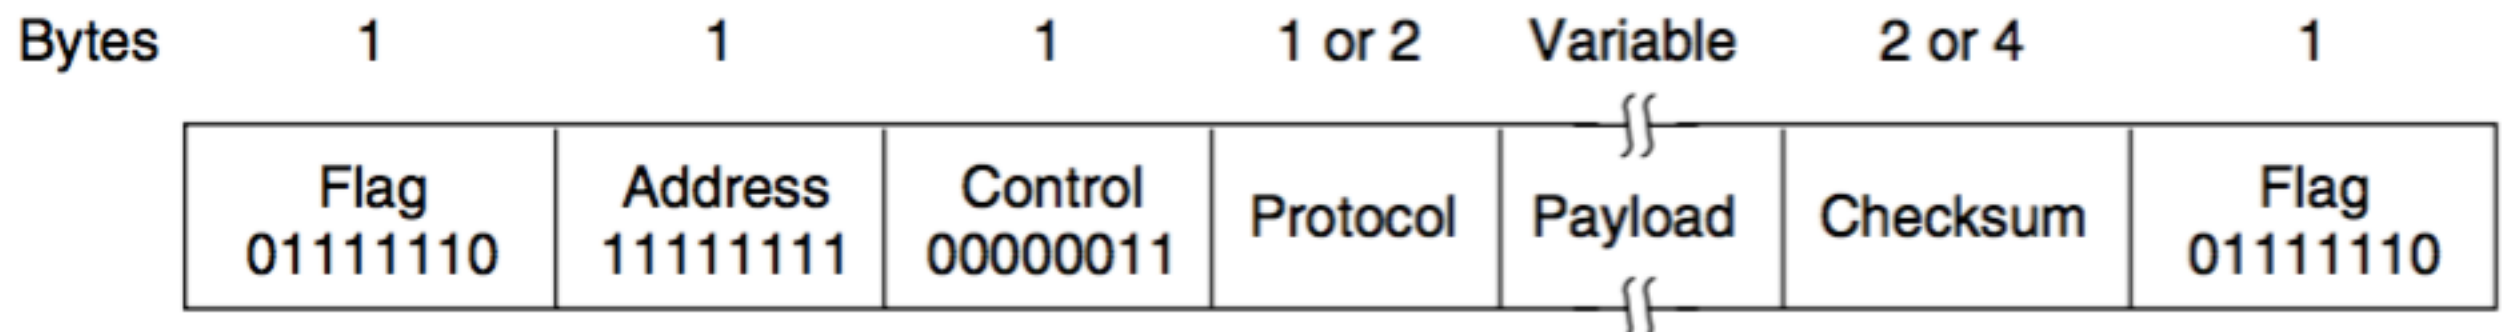 Bytes 1 1 1 1 or 2 Variable 2 or 4 1
Flag Address Control Protocol Payload Checksum Flag
01111110 11111111 00000011 01111110